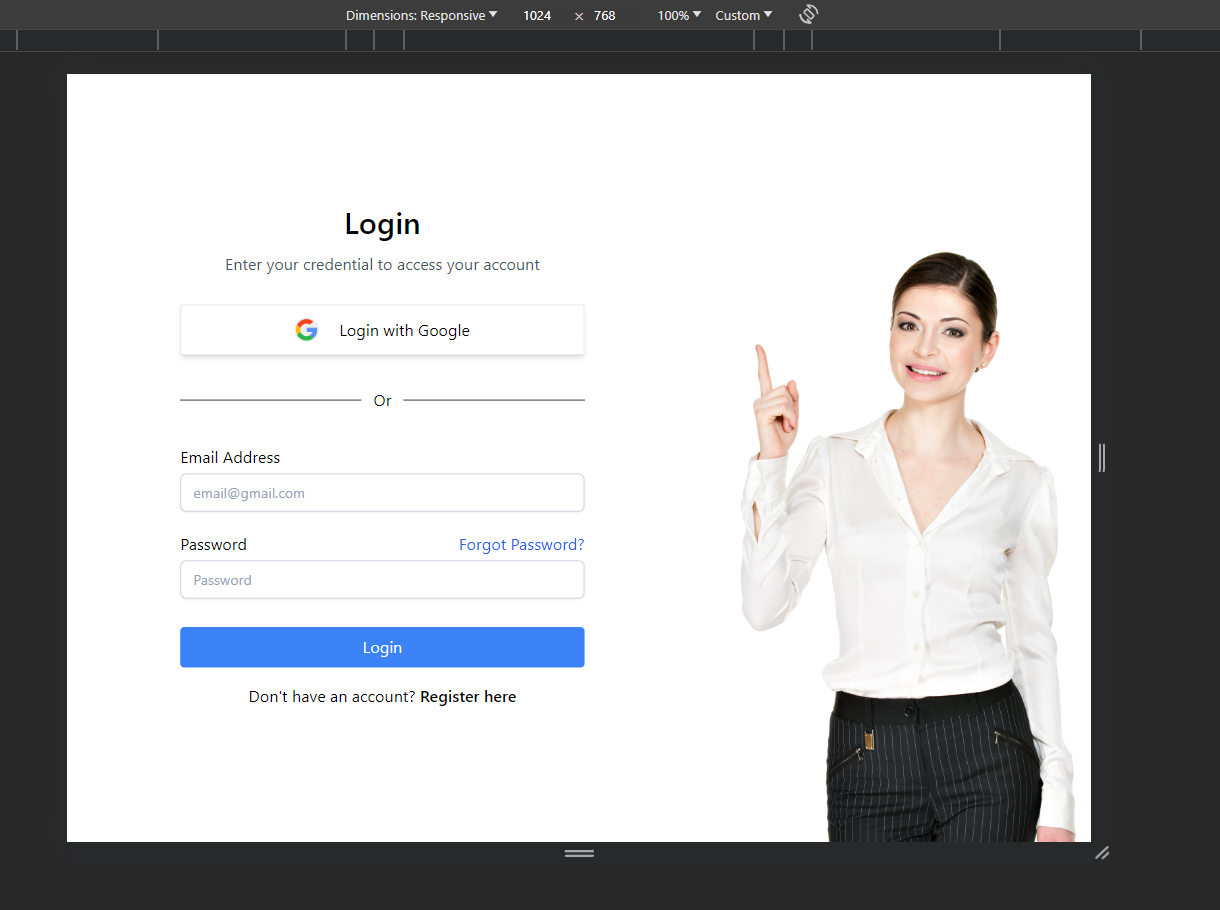 Dimensions: Responsive 1024 × 768 100% Custom
Login
Enter your credential to access your account
Login with Google
Or
Email Address
email@gmail.com
Password Forgot Password?
Password
Login
Don't have an account? Register here